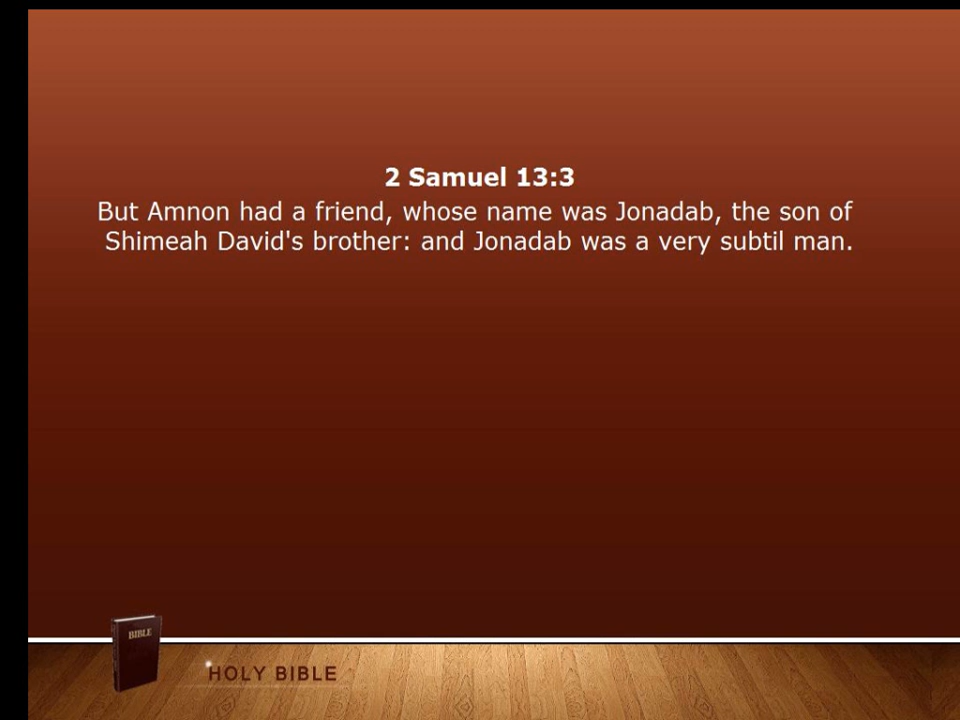 2 Samuel 13:3
But Amnon had a friend, whose name was Jonadab, the son of
Shimeah David's brother: and Jonadab was a very subtil man.
BIBLE
HOLY BIBLE